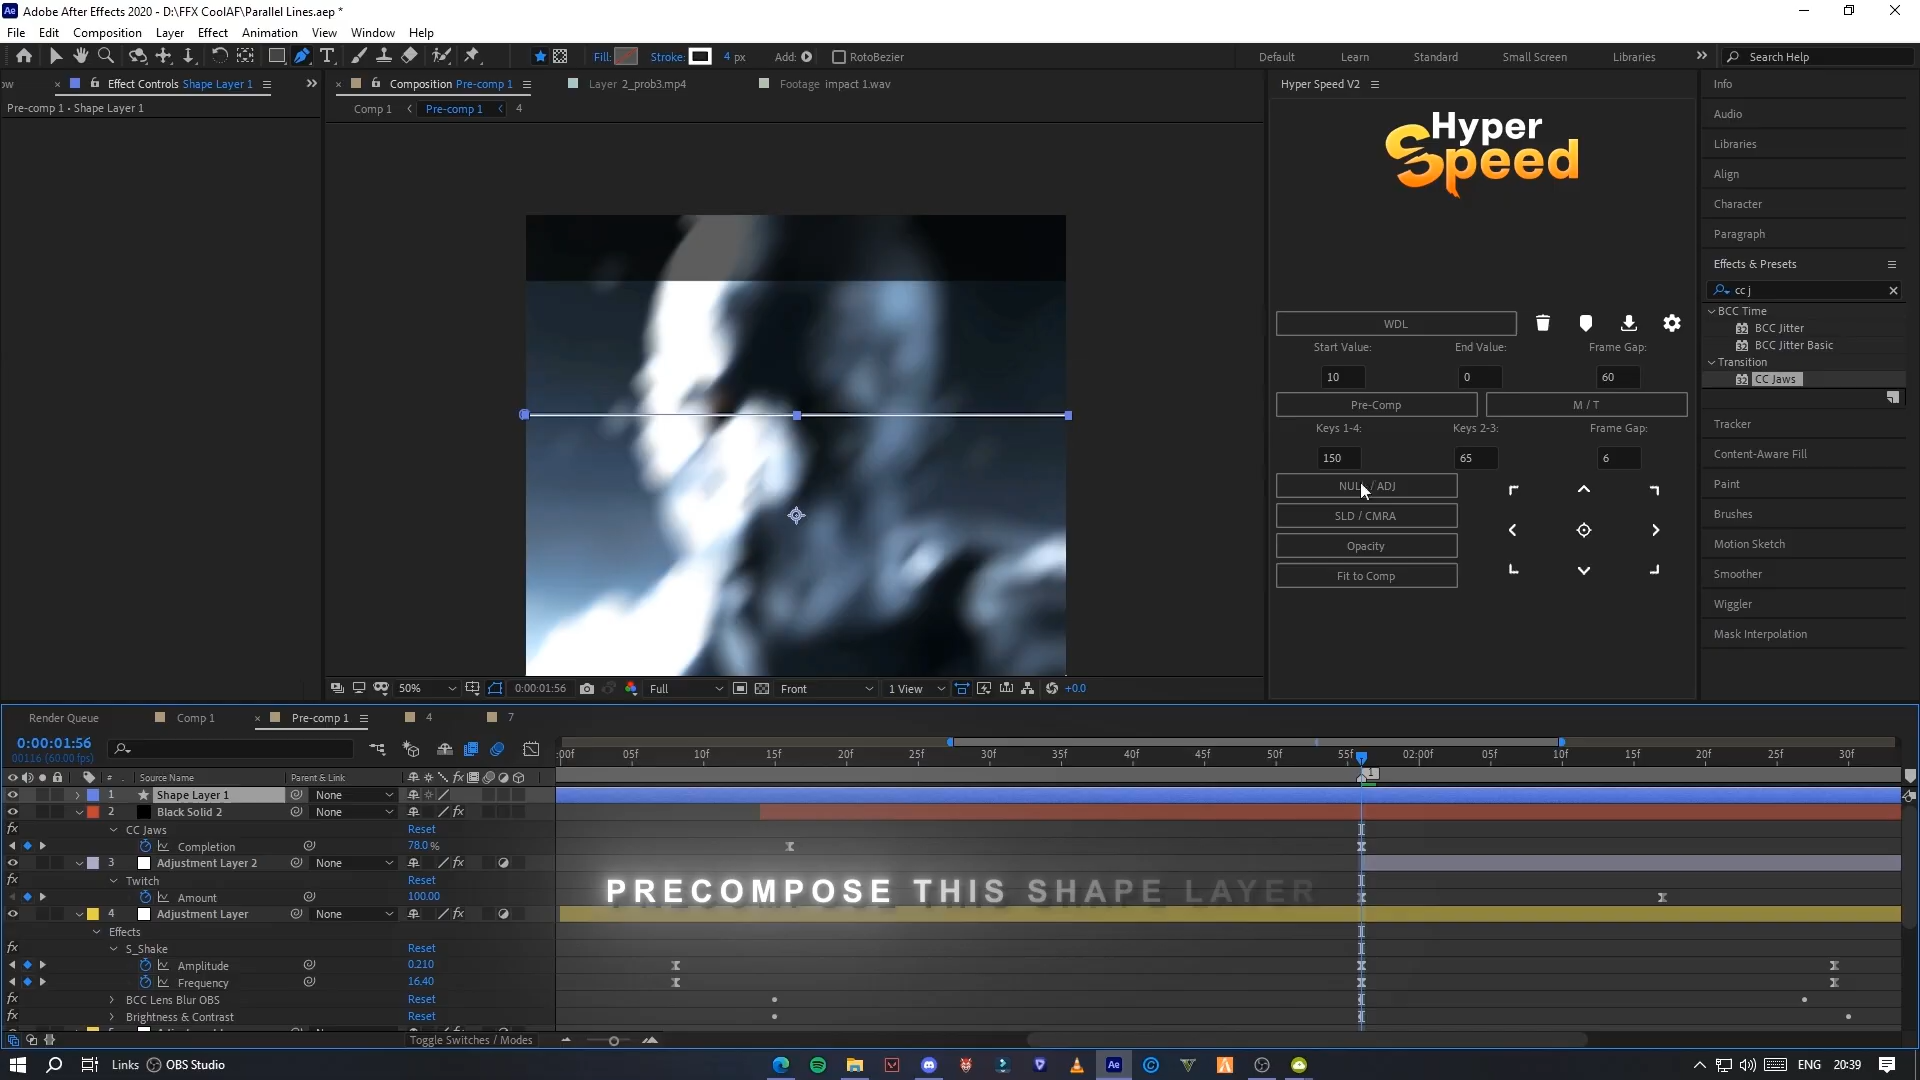 Adobe After Effects 2020 - D:\FFX CoolAF\Parallel Lines.aep *
File Edit Composition Layer Effect Animation View Window Help
Fill: Stroke: 4 px Add: RotoBezier
Default Learn Standard Small Screen Libraries Search Help
Effect Controls Shape Layer 1
Pre-comp 1 • Shape Layer 1
Composition Pre-comp 1
Layer 2_prob3.mp4
Footage impact 1.wav
Comp 1 Pre-comp 1 4
Hyper Speed V2
Hyper
Speed
WDL
Start Value: End Value: Frame Gap:
10 0 60
Pre-Comp M / T
Keys 1-4: Keys 2-3: Frame Gap:
150 65 6
NULL / ADJ
SLD / CMRA
Opacity
Fit to Comp
Info
Audio
Libraries
Align
Character
Paragraph
Effects & Presets
cc j
BCC Time
BCC Jitter
BCC Jitter Basic
Transition
CC Jaws
Tracker
Content-Aware Fill
Paint
Brushes
Motion Sketch
Smoother
Wiggler
Mask Interpolation
50% 0:00:01:56 Full Front 1 View +0.0
Render Queue Comp 1 Pre-comp 1 4 7
0:00:01:56
00116 (60.00 fps)
:00f 05f 10f 15f 20f 25f 30f 35f 40f 45f 50f 55f 02:00f 05f 10f 15f 20f 25f 30f
1
# Source Name Parent & Link
1 Shape Layer 1 None
2 Black Solid 2 None
CC Jaws Reset
Completion 78.0%
3 Adjustment Layer 2 None
Twitch Reset
Amount 100.00
4 Adjustment Layer None
Effects
S_Shake Reset
Amplitude 0.210
Frequency 16.40
BCC Lens Blur OBS Reset
Brightness & Contrast Reset
PRECOMPOSE THIS SHAPE LAYER
Toggle Switches / Modes
Links OBS Studio
Ae
ENG 20:39